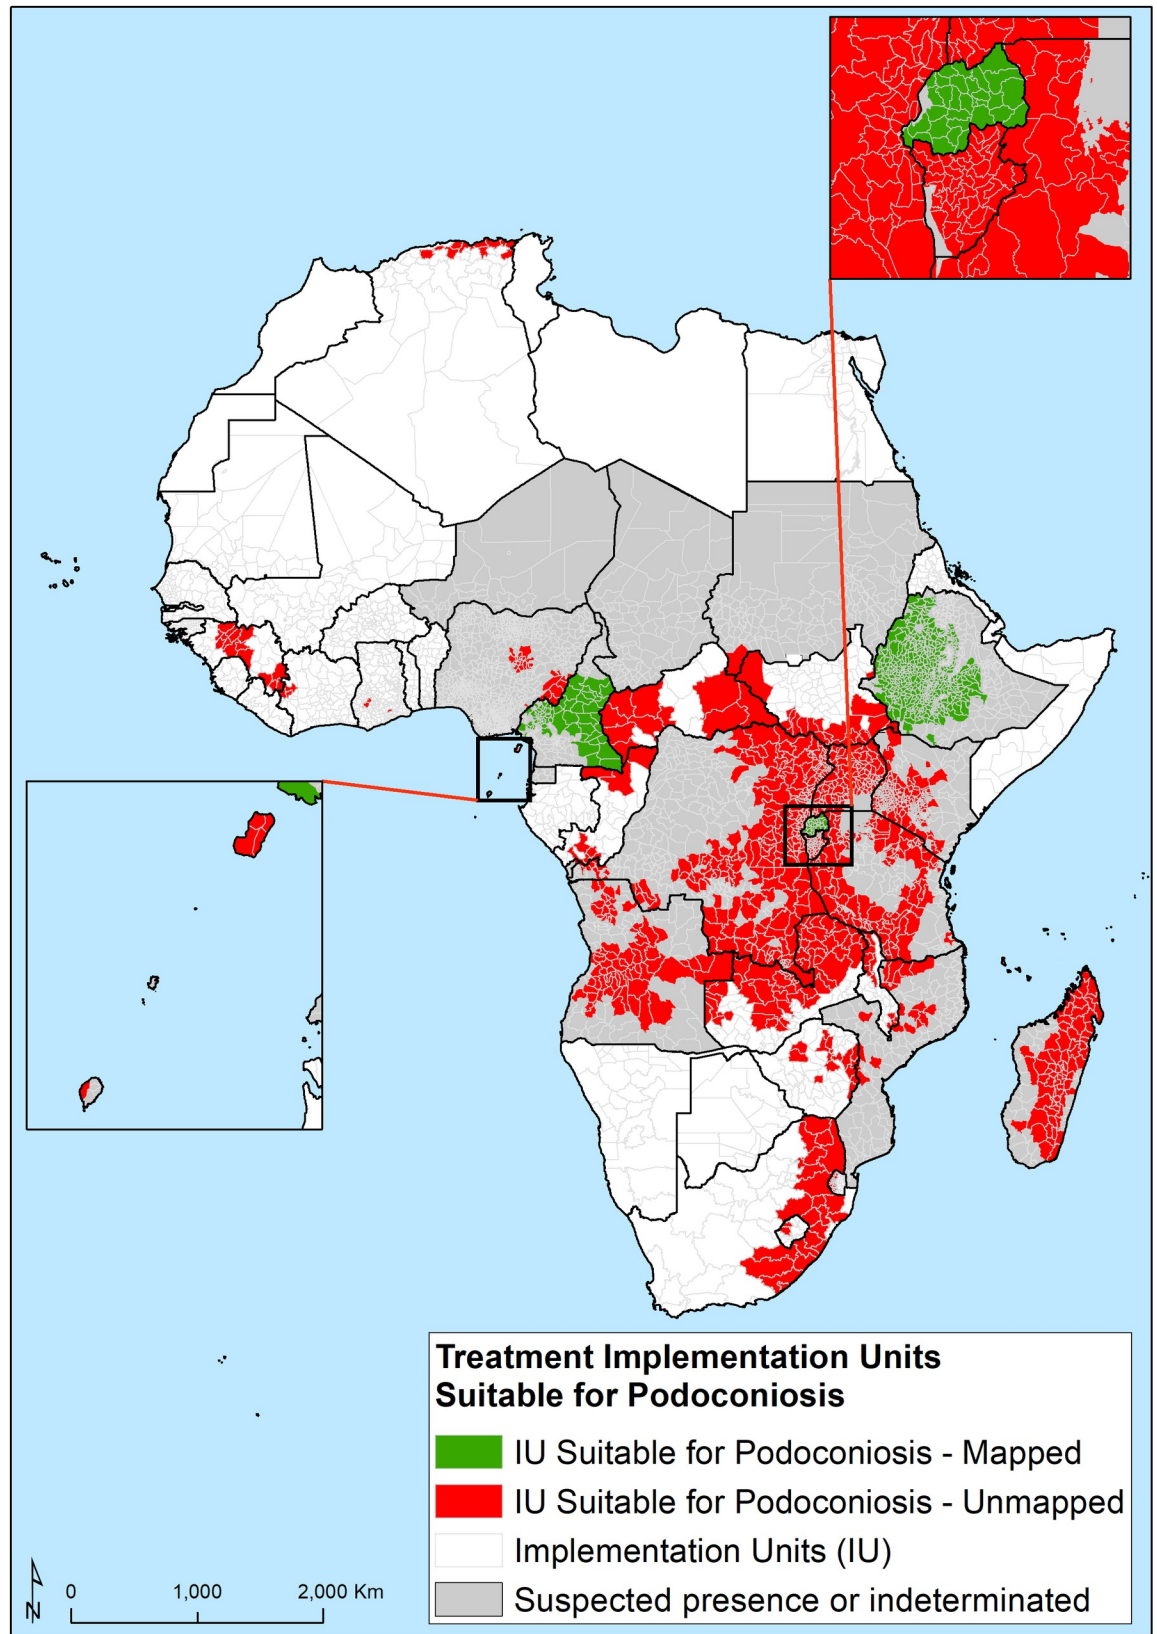 Treatment Implementation Units
Suitable for Podoconiosis
IU Suitable for Podoconiosis - Mapped
IU Suitable for Podoconiosis - Unmapped
Implementation Units (IU)
Suspected presence or indeterminated
N
0 1,000 2,000 Km